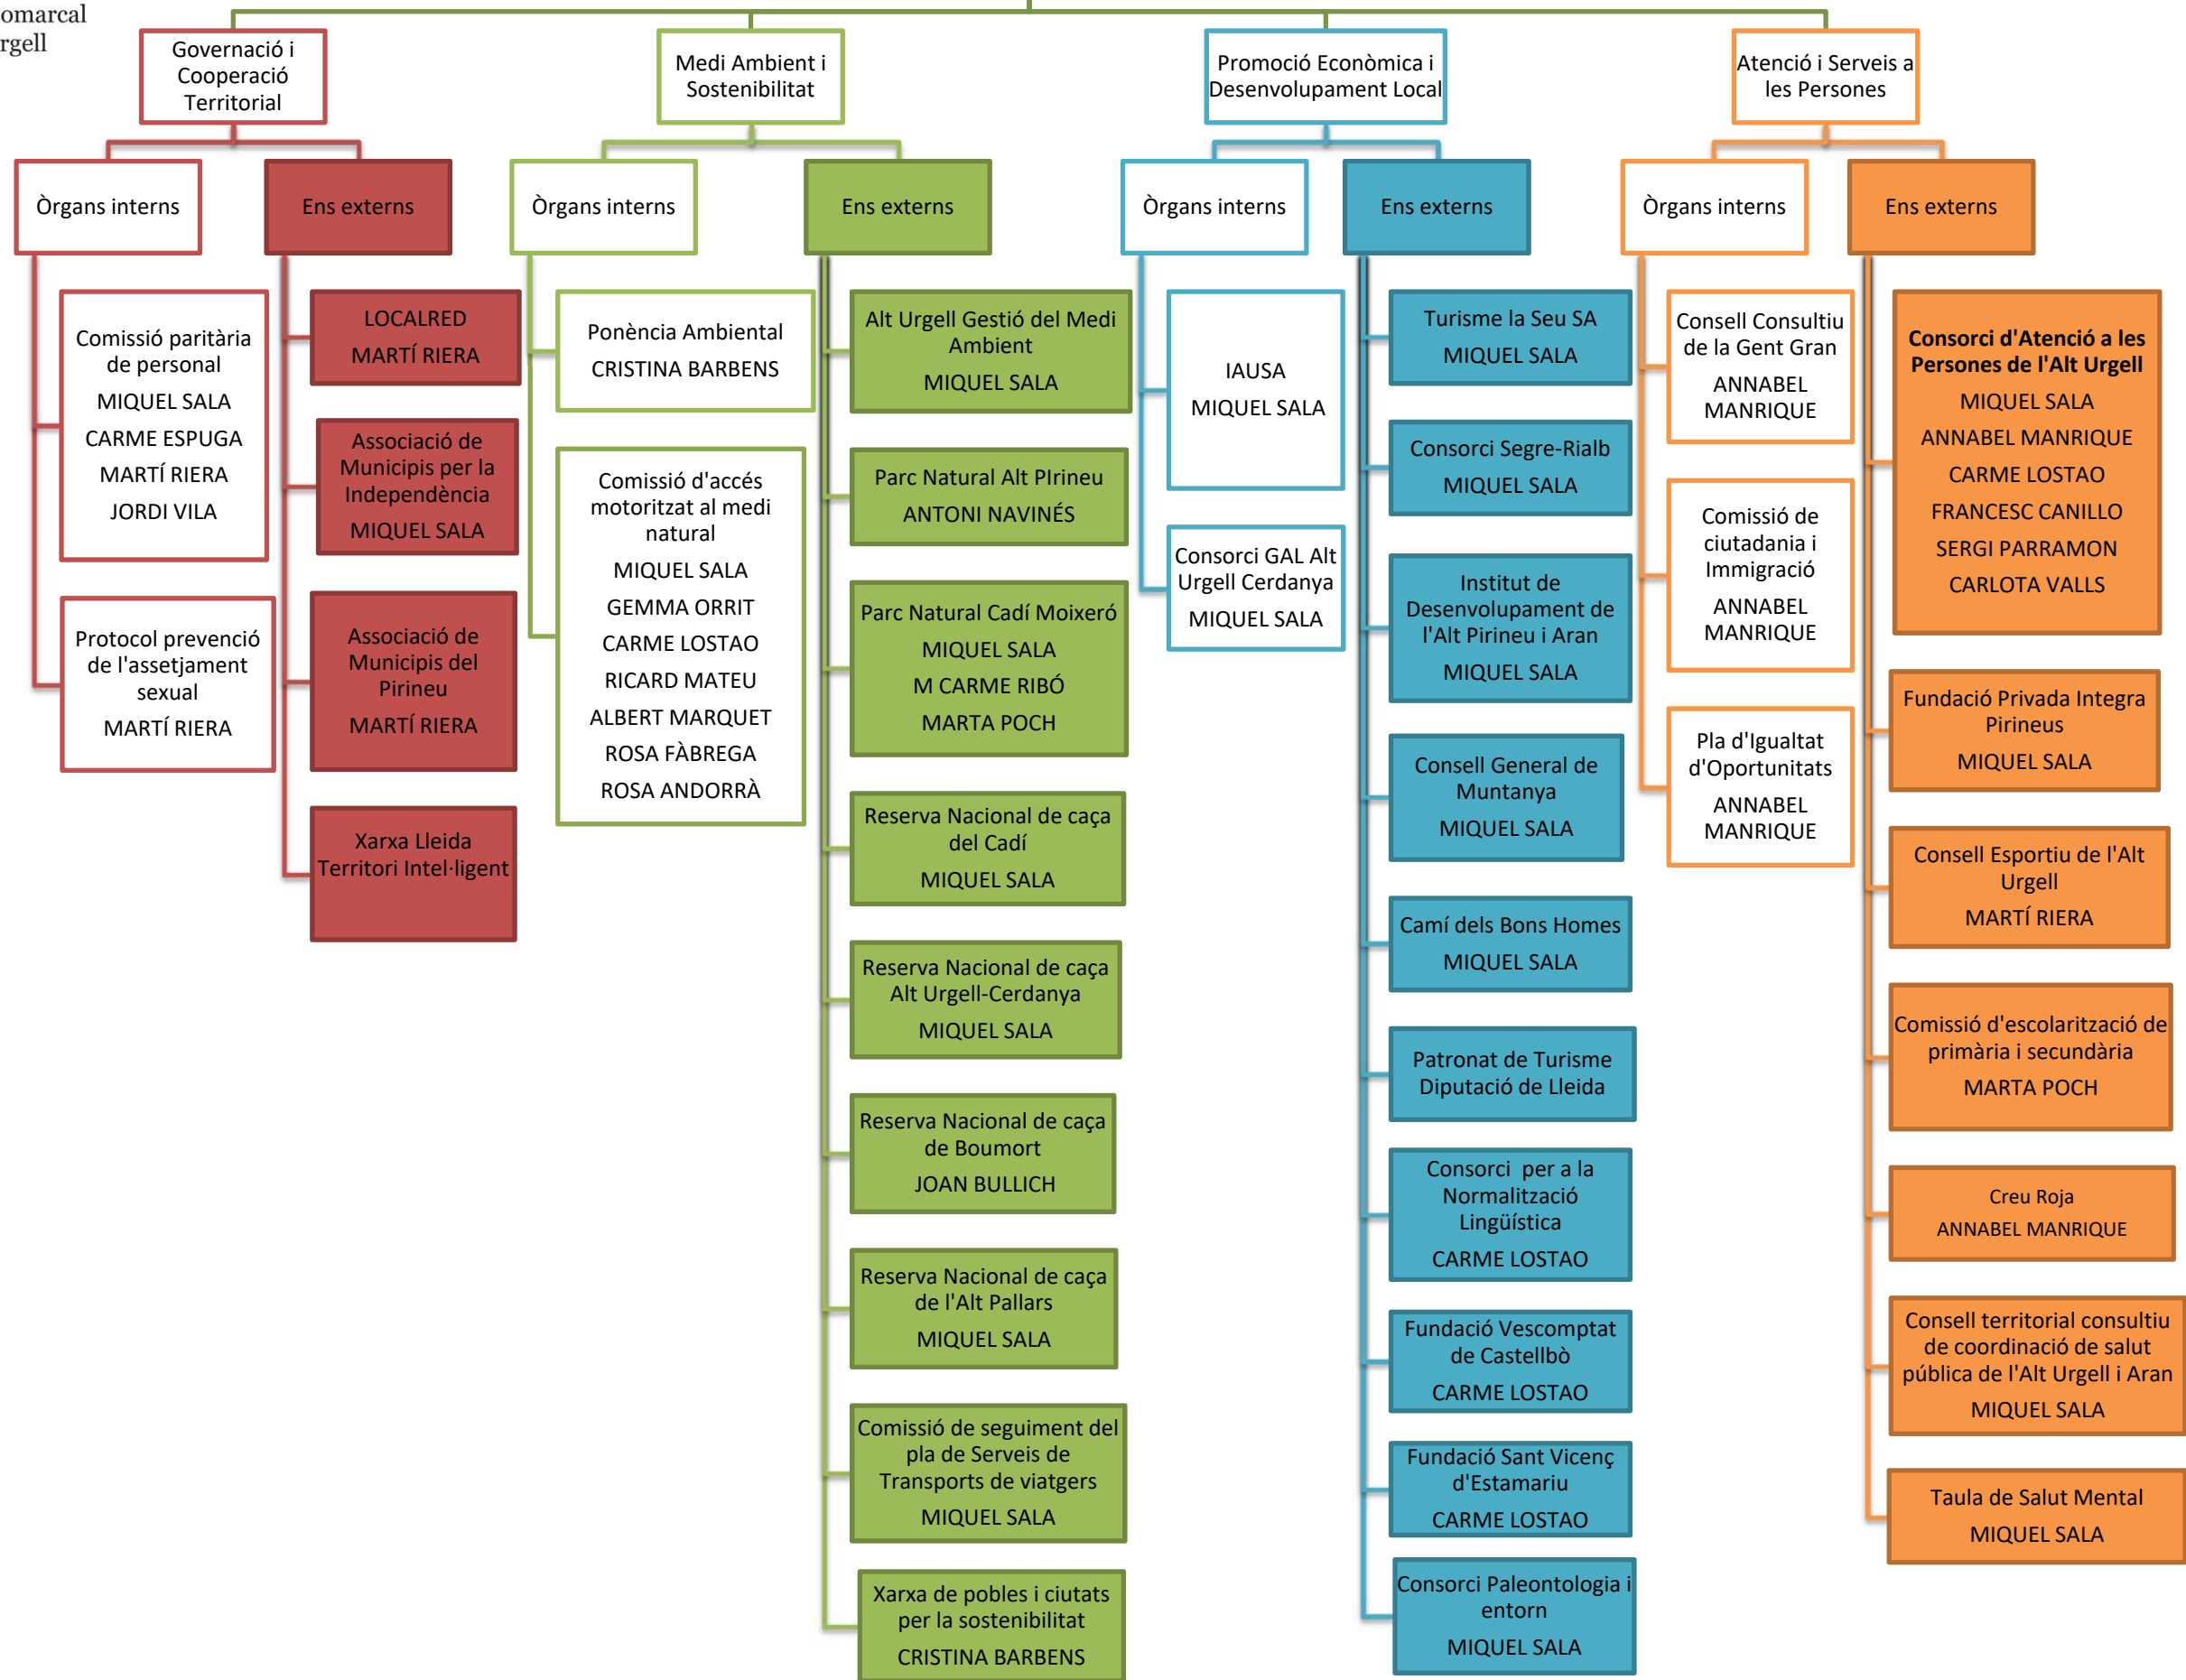 omarcal
rgell
Governació i
Cooperació
Territorial
Òrgans interns
Comissió paritària
de personal
MIQUEL SALA
CARME ESPUGA
MARTÍ RIERA
JORDI VILA
Protocol prevenció
de l'assetjament
sexual
MARTÍ RIERA
Ens externs
LOCALRED
MARTÍ RIERA
Associació de
Municipis per la
Independència
MIQUEL SALA
Associació de
Municipis del
Pirineu
MARTÍ RIERA
Xarxa Lleida
Territori Intel·ligent
Medi Ambient i
Sostenibilitat
Òrgans interns
Ponència Ambiental
CRISTINA BARBENS
Comissió d'accés
motoritzat al medi
natural
MIQUEL SALA
GEMMA ORRIT
CARME LOSTAO
RICARD MATEU
ALBERT MARQUET
ROSA FÀBREGA
ROSA ANDORRÀ
Ens externs
Alt Urgell Gestió del Medi
Ambient
MIQUEL SALA
Parc Natural Alt PIrineu
ANTONI NAVINÉS
Parc Natural Cadí Moixeró
MIQUEL SALA
M CARME RIBÓ
MARTA POCH
Reserva Nacional de caça
del Cadí
MIQUEL SALA
Reserva Nacional de caça
Alt Urgell-Cerdanya
MIQUEL SALA
Reserva Nacional de caça
de Boumort
JOAN BULLICH
Reserva Nacional de caça
de l'Alt Pallars
MIQUEL SALA
Comissió de seguiment del
pla de Serveis de
Transports de viatgers
MIQUEL SALA
Xarxa de pobles i ciutats
per la sostenibilitat
CRISTINA BARBENS
Promoció Econòmica i
Desenvolupament Local
Òrgans interns
IAUSA
MIQUEL SALA
Consorci GAL Alt
Urgell Cerdanya
MIQUEL SALA
Ens externs
Turisme la Seu SA
MIQUEL SALA
Consorci Segre-Rialb
MIQUEL SALA
Institut de
Desenvolupament de
l'Alt Pirineu i Aran
MIQUEL SALA
Consell General de
Muntanya
MIQUEL SALA
Camí dels Bons Homes
MIQUEL SALA
Patronat de Turisme
Diputació de Lleida
Consorci  per a la
Normalització
Lingüística
CARME LOSTAO
Fundació Vescomptat
de Castellbò
CARME LOSTAO
Fundació Sant Vicenç
d'Estamariu
CARME LOSTAO
Consorci Paleontologia i
entorn
MIQUEL SALA
Atenció i Serveis a
les Persones
Òrgans interns
Consell Consultiu
de la Gent Gran
ANNABEL
MANRIQUE
Comissió de
ciutadania i
Immigració
ANNABEL
MANRIQUE
Pla d'Igualtat
d'Oportunitats
ANNABEL
MANRIQUE
Ens externs
Consorci d'Atenció a les
Persones de l'Alt Urgell
MIQUEL SALA
ANNABEL MANRIQUE
CARME LOSTAO
FRANCESC CANILLO
SERGI PARRAMON
CARLOTA VALLS
Fundació Privada Integra
Pirineus
MIQUEL SALA
Consell Esportiu de l'Alt
Urgell
MARTÍ RIERA
Comissió d'escolarització de
primària i secundària
MARTA POCH
Creu Roja
ANNABEL MANRIQUE
Consell territorial consultiu
de coordinació de salut
pública de l'Alt Urgell i Aran
MIQUEL SALA
Taula de Salut Mental
MIQUEL SALA